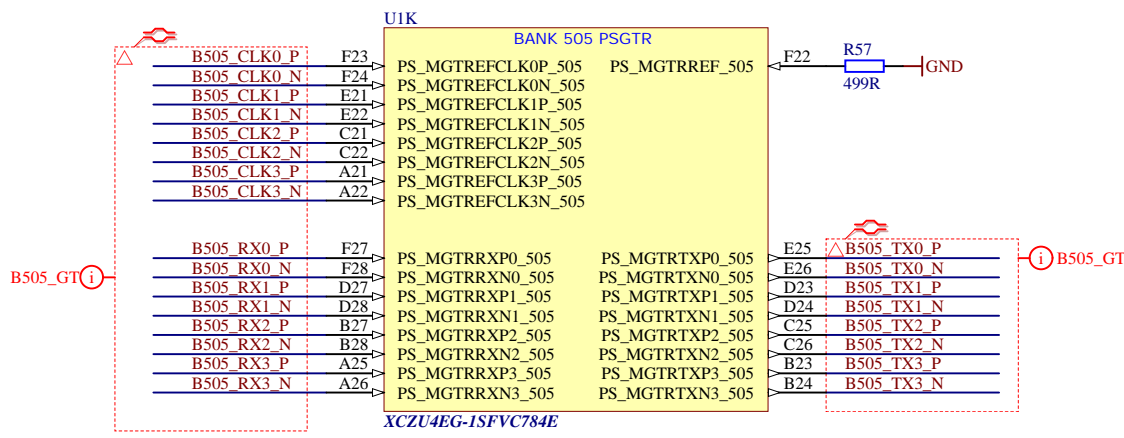 U1K
BANK 505 PSGTR
B505_CLK0_P F23 PS_MGTREFCLK0P_505 PS_MGTRREF_505 F22 R57 GND
499R
B505_CLK0_N F24 PS_MGTREFCLK0N_505
B505_CLK1_P E21 PS_MGTREFCLK1P_505
B505_CLK1_N E22 PS_MGTREFCLK1N_505
B505_CLK2_P C21 PS_MGTREFCLK2P_505
B505_CLK2_N C22 PS_MGTREFCLK2N_505
B505_CLK3_P A21 PS_MGTREFCLK3P_505
B505_CLK3_N A22 PS_MGTREFCLK3N_505
B505_RX0_P F27 PS_MGTRRXP0_505 PS_MGTRTXP0_505 E25 B505_TX0_P
B505_GT i B505_RX0_N F28 PS_MGTRRXN0_505 PS_MGTRTXN0_505 E26 B505_TX0_N i B505_GT
B505_RX1_P D27 PS_MGTRRXP1_505 PS_MGTRTXP1_505 D23 B505_TX1_P
B505_RX1_N D28 PS_MGTRRXN1_505 PS_MGTRTXN1_505 D24 B505_TX1_N
B505_RX2_P B27 PS_MGTRRXP2_505 PS_MGTRTXP2_505 C25 B505_TX2_P
B505_RX2_N B28 PS_MGTRRXN2_505 PS_MGTRTXN2_505 C26 B505_TX2_N
B505_RX3_P A25 PS_MGTRRXP3_505 PS_MGTRTXP3_505 B23 B505_TX3_P
B505_RX3_N A26 PS_MGTRRXN3_505 PS_MGTRTXN3_505 B24 B505_TX3_N
XCZU4EG-1SFVC784E